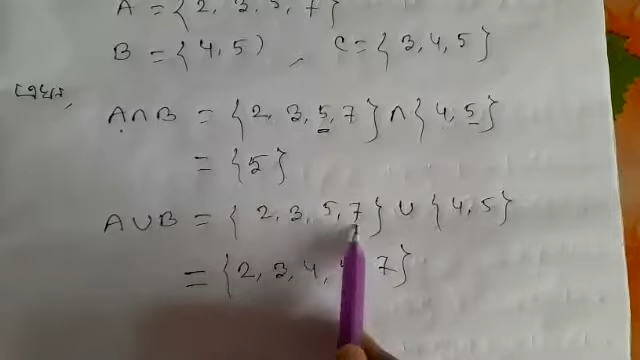 A = {2, 3, 5, 7}
B = {4, 5} , C = {3, 4, 5}
A∩B = {2, 3, 5, 7} ∩ {4, 5}
= {5}
A∪B = {2, 3, 5, 7} ∪ {4, 5}
= {2, 3, 4, 7}